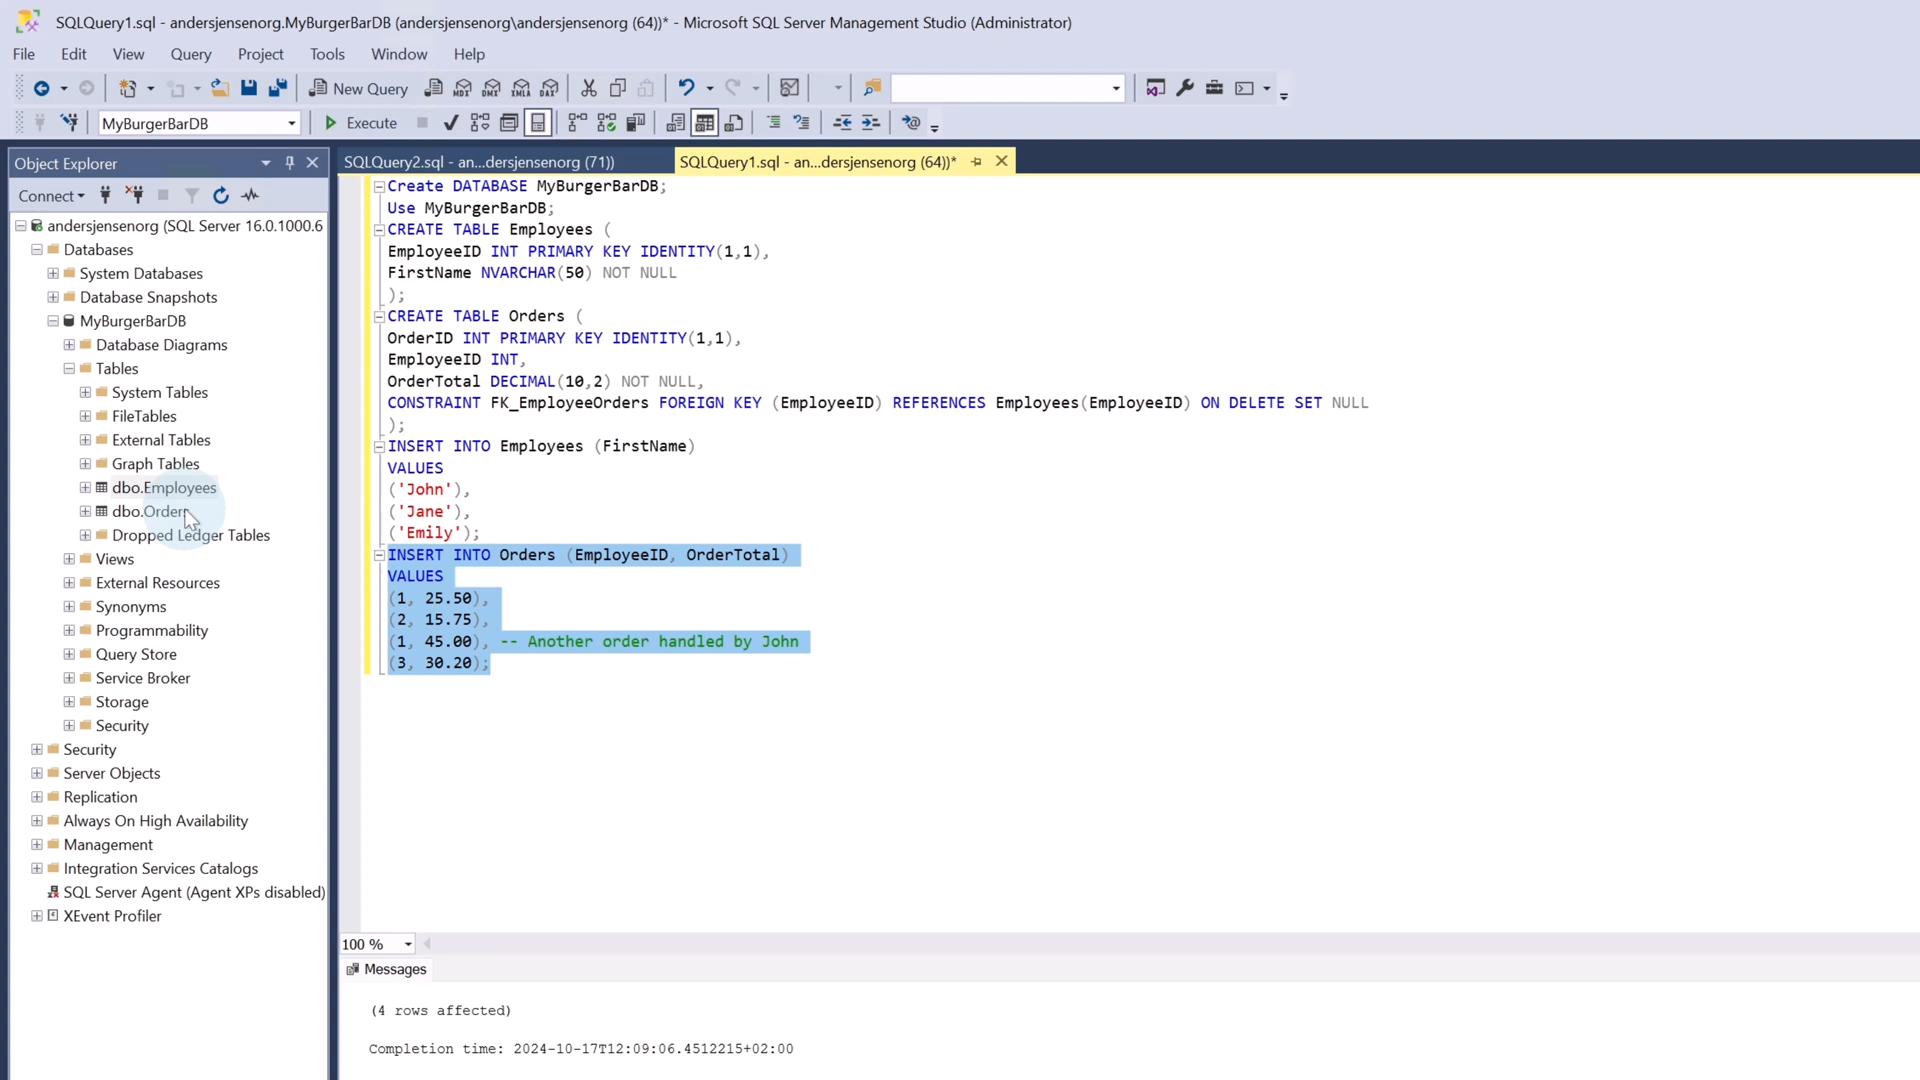 SQLQuery1.sql - andersjensenorg.MyBurgerBarDB (andersjensenorg\andersjensenorg (64))* - Microsoft SQL Server Management Studio (Administrator)
File Edit View Query Project Tools Window Help
New Query MDX DMX XMLA DAX
MyBurgerBarDB Execute
Object Explorer
SQLQuery2.sql - an...dersjensenorg (71))
SQLQuery1.sql - an...dersjensenorg (64))*
Connect
andersjensenorg (SQL Server 16.0.1000.6
Databases
System Databases
Database Snapshots
MyBurgerBarDB
Database Diagrams
Tables
System Tables
FileTables
External Tables
Graph Tables
dbo.Employees
dbo.Orders
Dropped Ledger Tables
Views
External Resources
Synonyms
Programmability
Query Store
Service Broker
Storage
Security
Security
Server Objects
Replication
Always On High Availability
Management
Integration Services Catalogs
SQL Server Agent (Agent XPs disabled)
XEvent Profiler
Create DATABASE MyBurgerBarDB;
Use MyBurgerBarDB;
CREATE TABLE Employees (
EmployeeID INT PRIMARY KEY IDENTITY(1,1),
FirstName NVARCHAR(50) NOT NULL
);
CREATE TABLE Orders (
OrderID INT PRIMARY KEY IDENTITY(1,1),
EmployeeID INT,
OrderTotal DECIMAL(10,2) NOT NULL,
CONSTRAINT FK_EmployeeOrders FOREIGN KEY (EmployeeID) REFERENCES Employees(EmployeeID) ON DELETE SET NULL
);
INSERT INTO Employees (FirstName)
VALUES
('John'),
('Jane'),
('Emily');
INSERT INTO Orders (EmployeeID, OrderTotal)
VALUES
(1, 25.50),
(2, 15.75),
(1, 45.00), -- Another order handled by John
(3, 30.20);
100 %
Messages
(4 rows affected)
Completion time: 2024-10-17T12:09:06.4512215+02:00